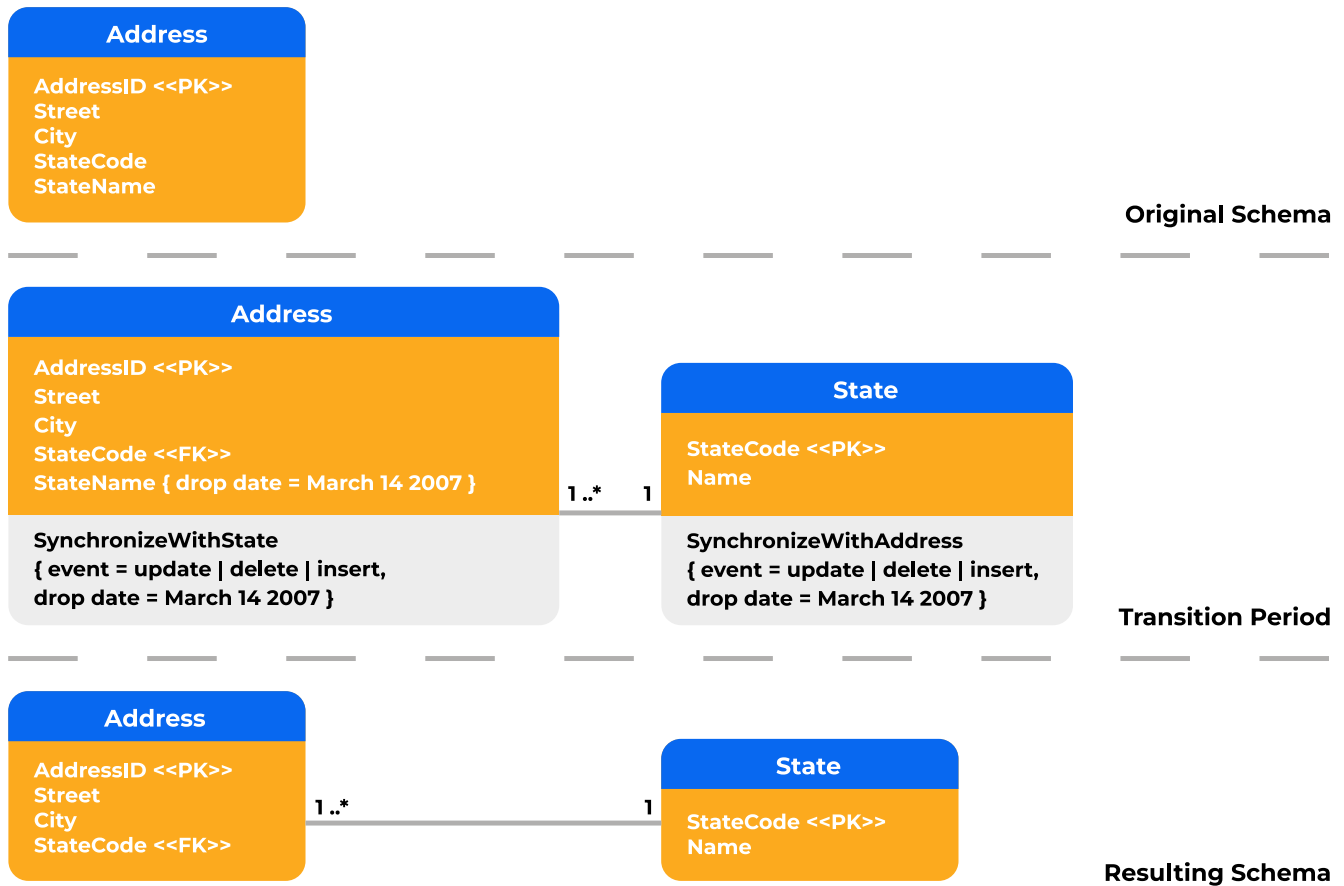 Address
AddressID <<PK>>
Street
City
StateCode
StateName
Original Schema
Address
AddressID <<PK>>
Street
City
StateCode <<FK>>
StateName { drop date = March 14 2007 }
SynchronizeWithState
{ event = update | delete | insert,
drop date = March 14 2007 }
1 ..* 1
State
StateCode <<PK>>
Name
SynchronizeWithAddress
{ event = update | delete | insert,
drop date = March 14 2007 }
Transition Period
Address
AddressID <<PK>>
Street
City
StateCode <<FK>>
1 ..* 1
State
StateCode <<PK>>
Name
Resulting Schema